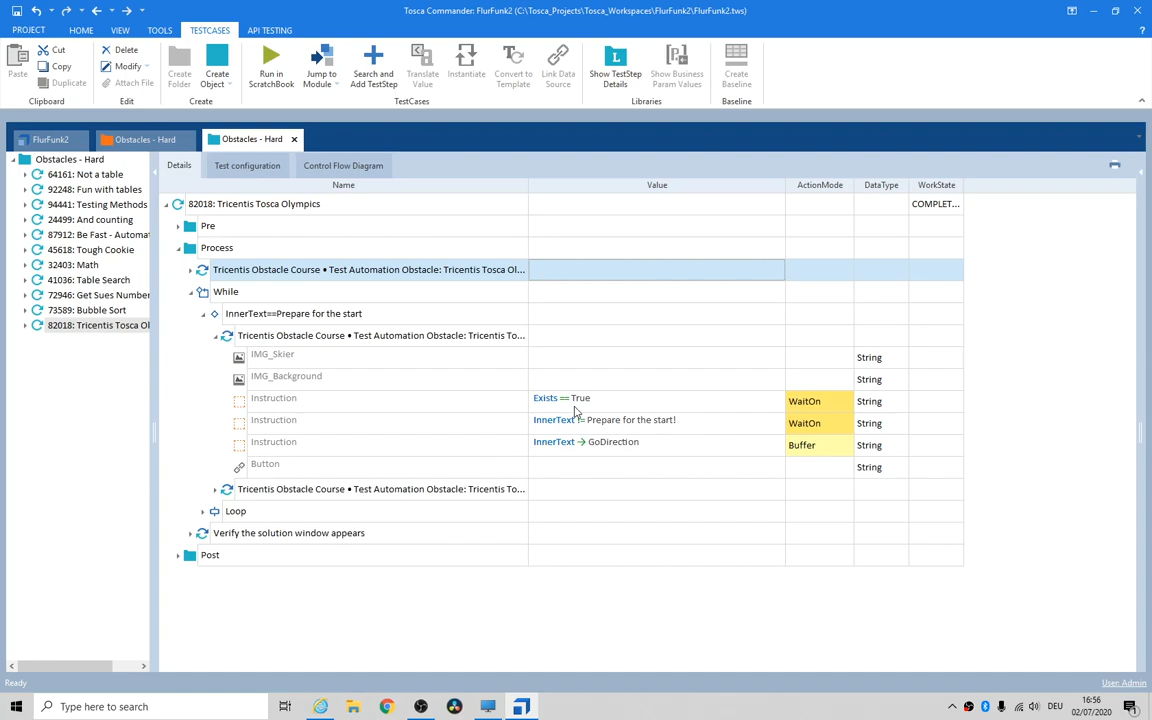 Tosca Commander: FlurFunk2 (C:\Tosca_Projects\Tosca_Workspaces\FlurFunk2\FlurFunk2.tws)
PROJECT HOME VIEW TOOLS TESTCASES API TESTING
Paste
Cut
Copy
Duplicate
Clipboard
Delete
Modify
Attach File
Edit
Create Folder
Create Object
Create
Run in ScratchBook
Jump to Module
Search and Add TestStep
Translate Value
Instantiate
Convert to Template
Link Data Source
TestCases
Show TestStep Details
Show Business Param Values
Libraries
Create Baseline
Baseline
FlurFunk2
Obstacles - Hard
Obstacles - Hard
Obstacles - Hard
64161: Not a table
92248: Fun with tables
94441: Testing Methods
24499: And counting
87912: Be Fast - Automa
45618: Tough Cookie
32403: Math
41036: Table Search
72946: Get Sues Number
73589: Bubble Sort
82018: Tricentis Tosca Ol
Details Test configuration Control Flow Diagram
Name Value ActionMode DataType WorkState
82018: Tricentis Tosca Olympics COMPLET...
Pre
Process
Tricentis Obstacle Course • Test Automation Obstacle: Tricentis Tosca Ol...
While
InnerText==Prepare for the start
Tricentis Obstacle Course • Test Automation Obstacle: Tricentis To...
IMG_Skier String
IMG_Background String
Instruction Exists == True WaitOn String
Instruction InnerText != Prepare for the start! WaitOn String
Instruction InnerText → GoDirection Buffer String
Button String
Tricentis Obstacle Course • Test Automation Obstacle: Tricentis To...
Loop
Verify the solution window appears
Post
Ready User: Admin
Type here to search
DEU
16:56
02/07/2020
1